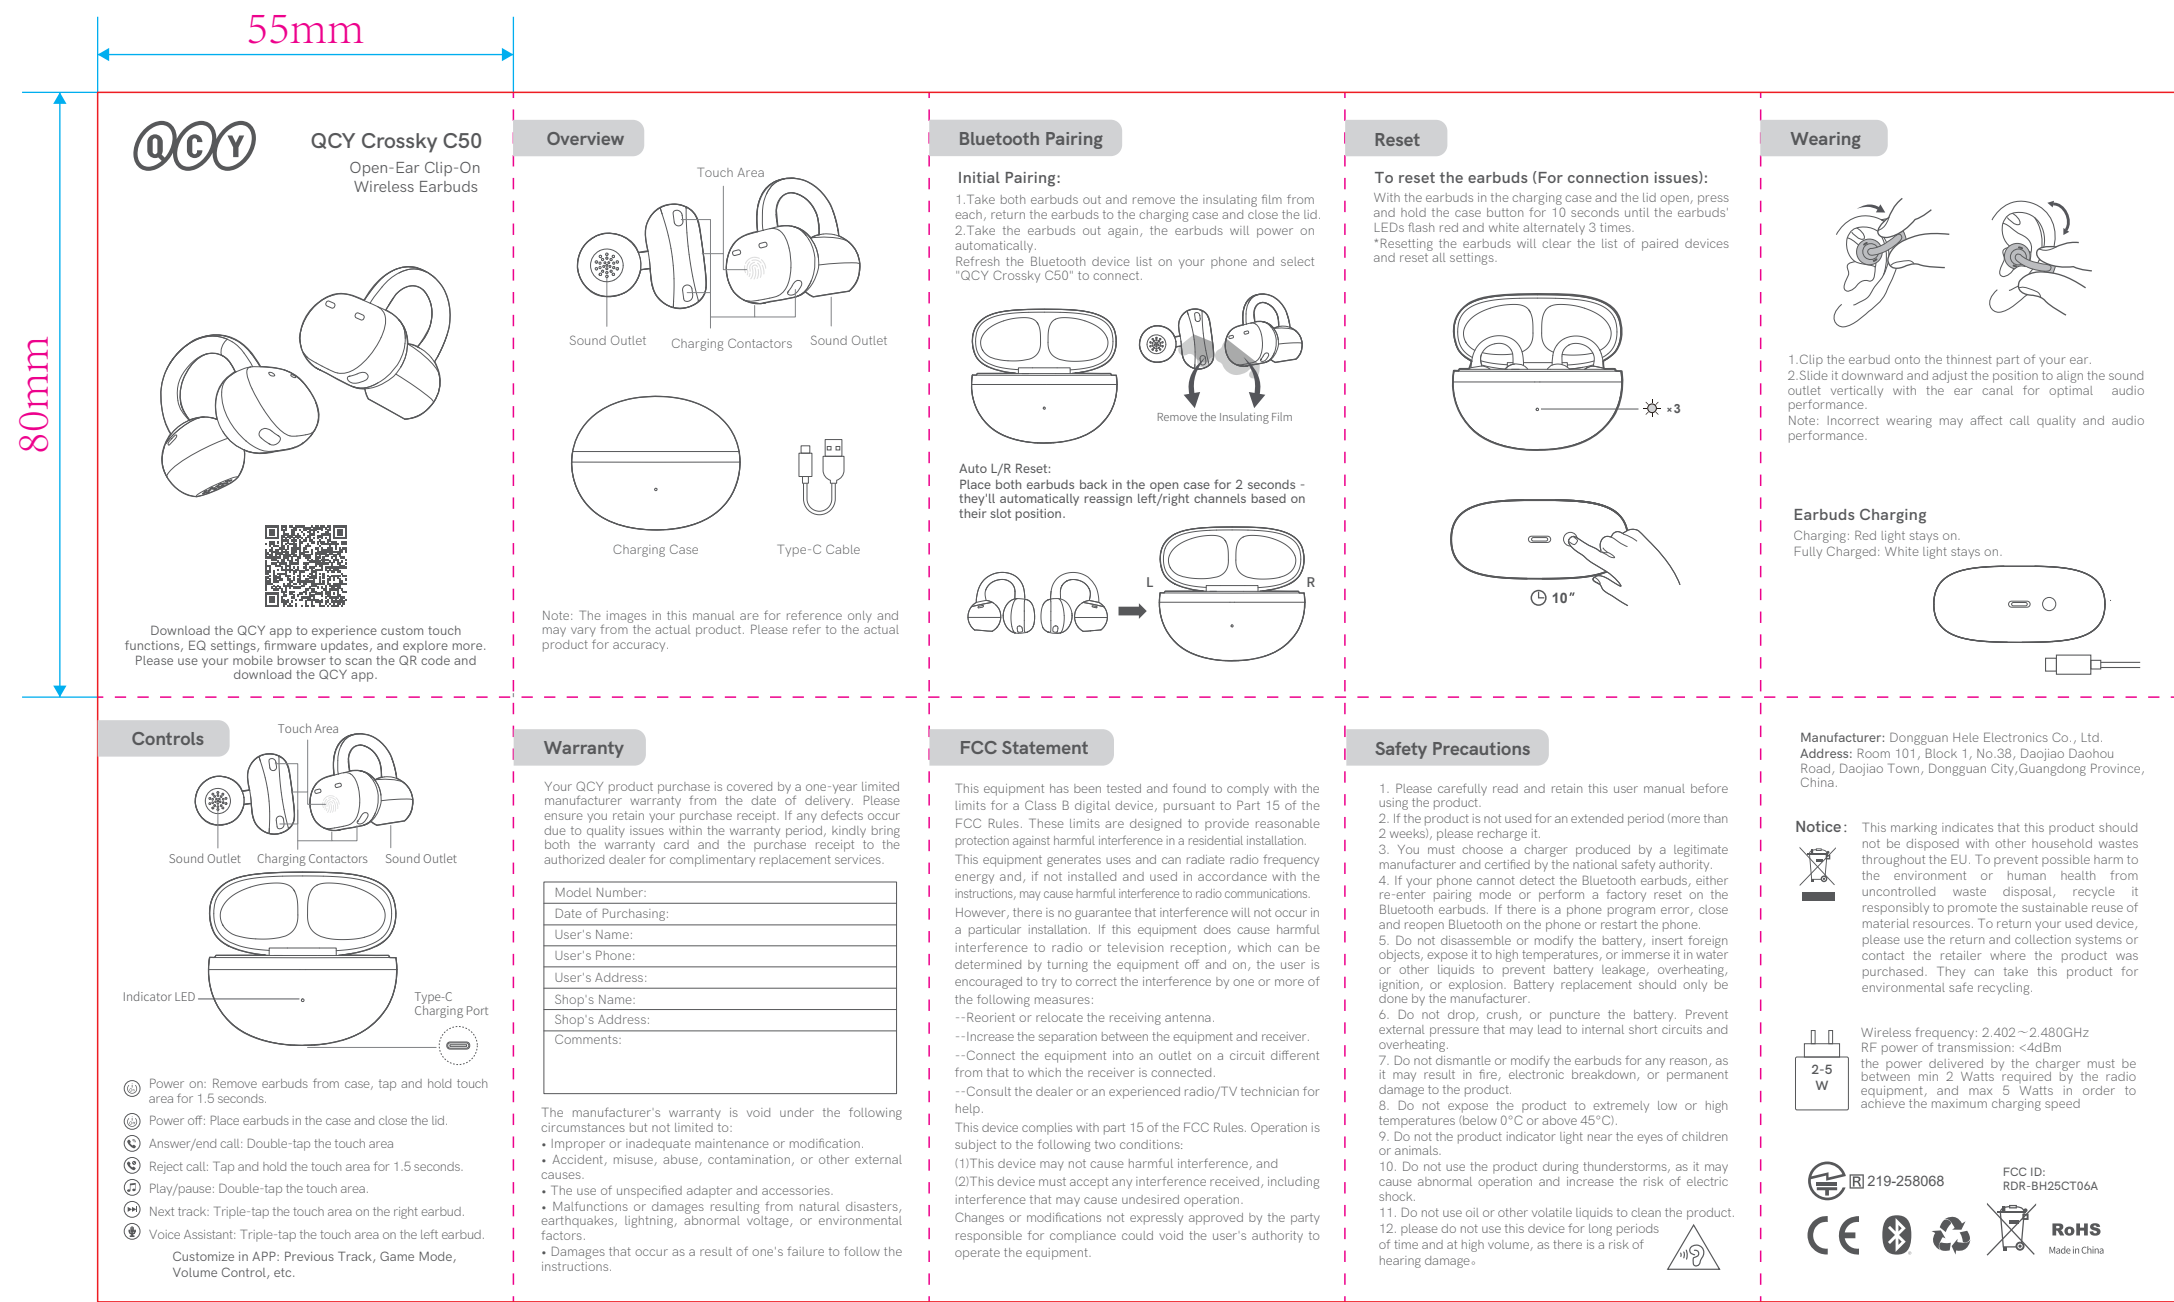 55mm
80mm
QCY
QCY Crossky C50
Open-Ear Clip-On
Wireless Earbuds
Download the QCY app to experience custom touch
functions, EQ settings, firmware updates, and explore more.
Please use your mobile browser to scan the QR code and
download the QCY app.
Overview
Touch Area
Sound Outlet
Charging Contactors
Sound Outlet
Charging Case
Type-C Cable
Note: The images in this manual are for reference only and
may vary from the actual product. Please refer to the actual
product for accuracy.
Bluetooth Pairing
Initial Pairing:
1.Take both earbuds out and remove the insulating film from
each, return the earbuds to the charging case and close the lid.
2.Take the earbuds out again, the earbuds will power on
automatically.
Refresh the Bluetooth device list on your phone and select
"QCY Crossky C50" to connect.
Remove the Insulating Film
Auto L/R Reset:
Place both earbuds back in the open case for 2 seconds -
they'll automatically reassign left/right channels based on
their slot position.
L
R
Reset
To reset the earbuds (For connection issues):
With the earbuds in the charging case and the lid open, press
and hold the case button for 10 seconds until the earbuds'
LEDs flash red and white alternately 3 times.
*Resetting the earbuds will clear the list of paired devices
and reset all settings.
×3
10″
Wearing
1.Clip the earbud onto the thinnest part of your ear.
2.Slide it downward and adjust the position to align the sound
outlet vertically with the ear canal for optimal audio
performance.
Note: Incorrect wearing may affect call quality and audio
performance.
Earbuds Charging
Charging: Red light stays on.
Fully Charged: White light stays on.
Controls
Touch Area
Sound Outlet
Charging Contactors
Sound Outlet
Indicator LED
Type-C
Charging Port
Power on: Remove earbuds from case, tap and hold touch
area for 1.5 seconds.
Power off: Place earbuds in the case and close the lid.
Answer/end call: Double-tap the touch area
Reject call: Tap and hold the touch area for 1.5 seconds.
Play/pause: Double-tap the touch area.
Next track: Triple-tap the touch area on the right earbud.
Voice Assistant: Triple-tap the touch area on the left earbud.
Customize in APP: Previous Track, Game Mode,
Volume Control, etc.
Warranty
Your QCY product purchase is covered by a one-year limited
manufacturer warranty from the date of delivery. Please
ensure you retain your purchase receipt. If any defects occur
due to quality issues within the warranty period, kindly bring
both the warranty card and the purchase receipt to the
authorized dealer for complimentary replacement services.
Model Number:
Date of Purchasing:
User's Name:
User's Phone:
User's Address:
Shop's Name:
Shop's Address:
Comments:
The manufacturer's warranty is void under the following
circumstances but not limited to:
• Improper or inadequate maintenance or modification.
• Accident, misuse, abuse, contamination, or other external
causes.
• The use of unspecified adapter and accessories.
• Malfunctions or damages resulting from natural disasters,
earthquakes, lightning, abnormal voltage, or environmental
factors.
• Damages that occur as a result of one's failure to follow the
instructions.
FCC Statement
This equipment has been tested and found to comply with the
limits for a Class B digital device, pursuant to Part 15 of the
FCC Rules. These limits are designed to provide reasonable
protection against harmful interference in a residential installation.
This equipment generates uses and can radiate radio frequency
energy and, if not installed and used in accordance with the
instructions, may cause harmful interference to radio communications.
However, there is no guarantee that interference will not occur in
a particular installation. If this equipment does cause harmful
interference to radio or television reception, which can be
determined by turning the equipment off and on, the user is
encouraged to try to correct the interference by one or more of
the following measures:
--Reorient or relocate the receiving antenna.
--Increase the separation between the equipment and receiver.
--Connect the equipment into an outlet on a circuit different
from that to which the receiver is connected.
--Consult the dealer or an experienced radio/TV technician for
help.
This device complies with part 15 of the FCC Rules. Operation is
subject to the following two conditions:
(1)This device may not cause harmful interference, and
(2)This device must accept any interference received, including
interference that may cause undesired operation.
Changes or modifications not expressly approved by the party
responsible for compliance could void the user's authority to
operate the equipment.
Safety Precautions
1. Please carefully read and retain this user manual before
using the product.
2. If the product is not used for an extended period (more than
2 weeks), please recharge it.
3. You must choose a charger produced by a legitimate
manufacturer and certified by the national safety authority.
4. If your phone cannot detect the Bluetooth earbuds, either
re-enter pairing mode or perform a factory reset on the
Bluetooth earbuds. If there is a phone program error, close
and reopen Bluetooth on the phone or restart the phone.
5. Do not disassemble or modify the battery, insert foreign
objects, expose it to high temperatures, or immerse it in water
or other liquids to prevent battery leakage, overheating,
ignition, or explosion. Battery replacement should only be
done by the manufacturer.
6. Do not drop, crush, or puncture the battery. Prevent
external pressure that may lead to internal short circuits and
overheating.
7. Do not dismantle or modify the earbuds for any reason, as
it may result in fire, electronic breakdown, or permanent
damage to the product.
8. Do not expose the product to extremely low or high
temperatures (below 0°C or above 45°C).
9. Do not the product indicator light near the eyes of children
or animals.
10. Do not use the product during thunderstorms, as it may
cause abnormal operation and increase the risk of electric
shock.
11. Do not use oil or other volatile liquids to clean the product.
12. please do not use this device for long periods
of time and at high volume, as there is a risk of
hearing damage。
Manufacturer: Dongguan Hele Electronics Co., Ltd.
Address: Room 101, Block 1, No.38, Daojiao Daohou
Road, Daojiao Town, Dongguan City,Guangdong Province,
China.
Notice：
This marking indicates that this product should
not be disposed with other household wastes
throughout the EU. To prevent possible harm to
the environment or human health from
uncontrolled waste disposal, recycle it
responsibly to promote the sustainable reuse of
material resources. To return your used device,
please use the return and collection systems or
contact the retailer where the product was
purchased. They can take this product for
environmental safe recycling.
2-5
W
Wireless frequency: 2.402～2.480GHz
RF power of transmission: <4dBm
the power delivered by the charger must be
between min 2 Watts required by the radio
equipment, and max 5 Watts in order to
achieve the maximum charging speed
R 219-258068
FCC ID:
RDR-BH25CT06A
CE
RoHS
Made in China